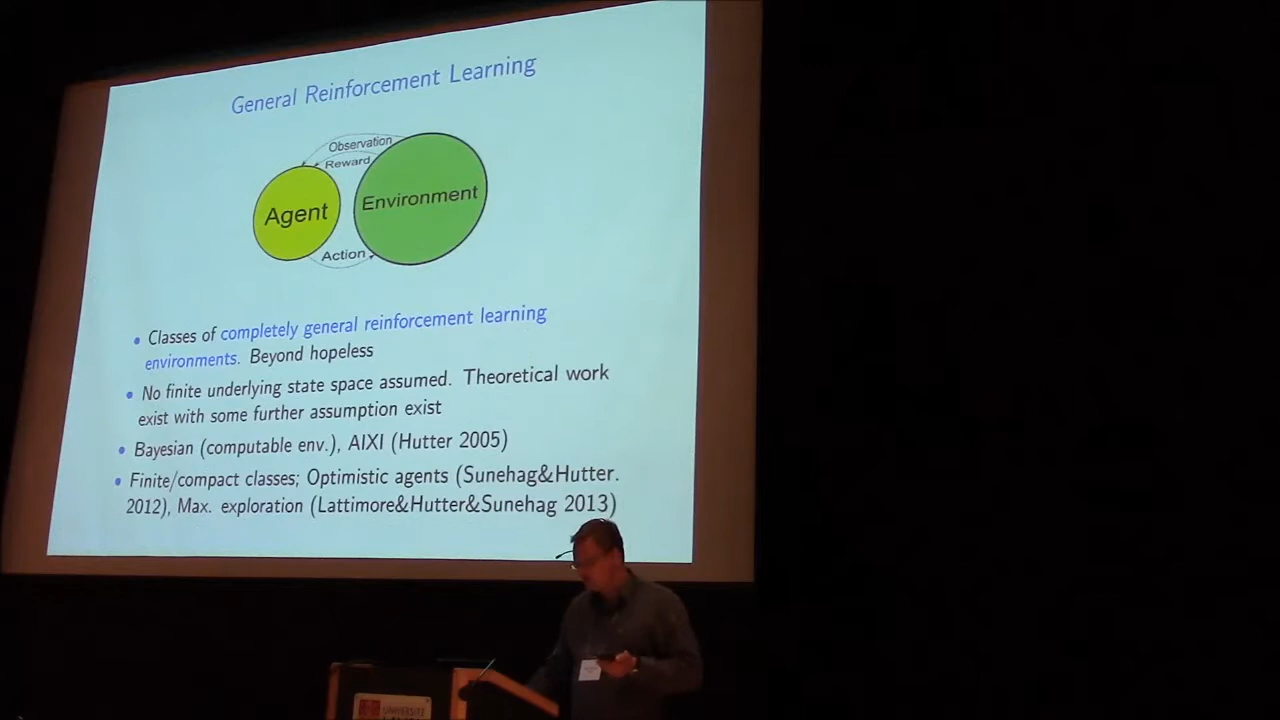 General Reinforcement Learning
Observation
Reward
Agent
Environment
Action
• Classes of completely general reinforcement learning
environments. Beyond hopeless
• No finite underlying state space assumed. Theoretical work
exist with some further assumption exist
• Bayesian (computable env.), AIXI (Hutter 2005)
• Finite/compact classes; Optimistic agents (Sunehag&Hutter.
2012), Max. exploration (Lattimore&Hutter&Sunehag 2013)
UNIVERSITE